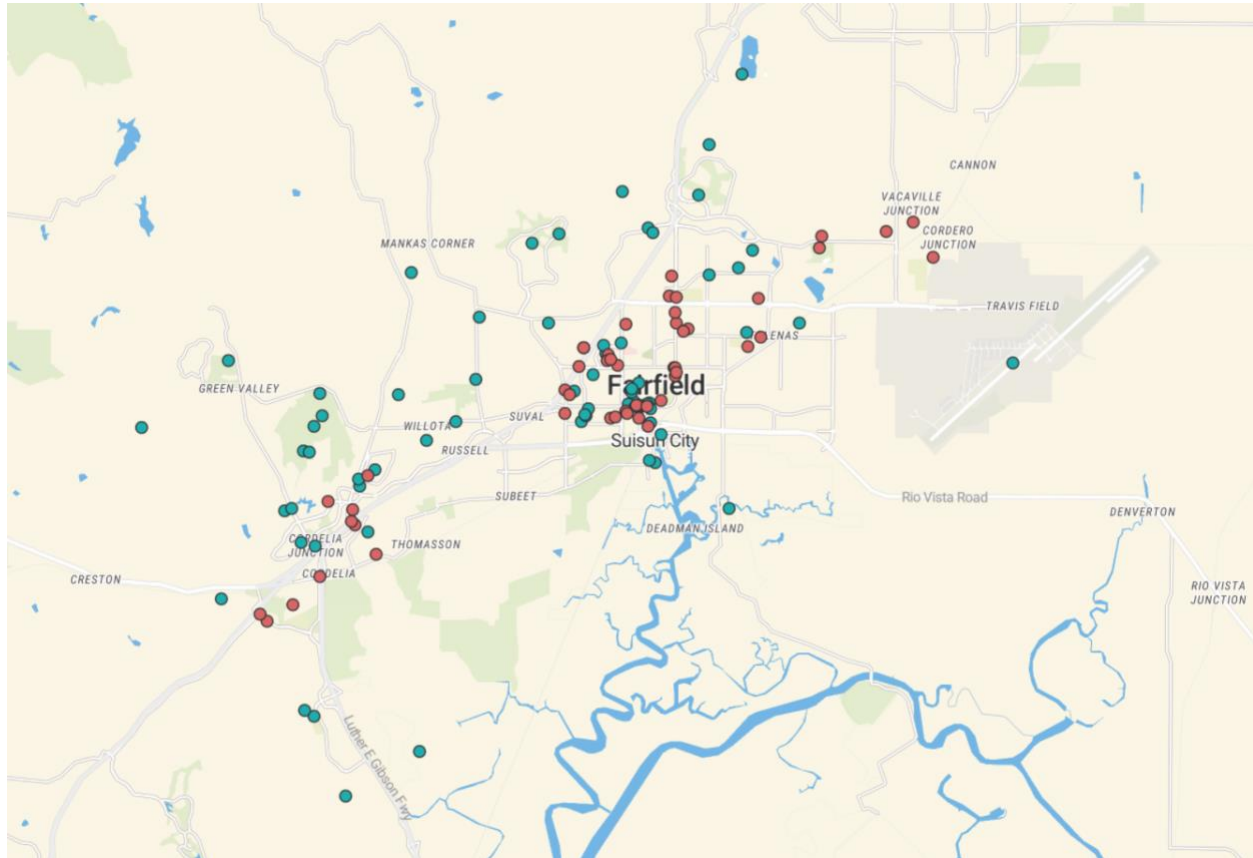 CANNON
VACAVILLE
JUNCTION
CORDERO
JUNCTION
MANKAS CORNER
TRAVIS FIELD
LENAS
GREEN VALLEY
Fairfield
SUVAL
WILLOTA
RUSSELL
Suisun City
SUBEET
Rio Vista Road
DENVERTON
DEADMAN ISLAND
CORDELIA
JUNCTION
THOMASSON
CORDELIA
CRESTON
RIO VISTA
JUNCTION
Luther E Gibson Fwy